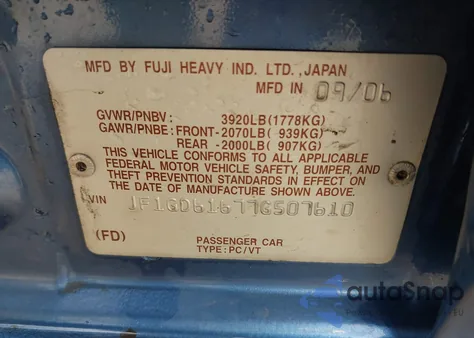 MFD BY FUJI HEAVY IND. LTD., JAPAN
MFD IN 09/06
GVWR/PNBV: 3920LB(1778KG)
GAWR/PNBE: FRONT-2070LB( 939KG)
REAR -2000LB( 907KG)
THIS VEHICLE CONFORMS TO ALL APPLICABLE
FEDERAL MOTOR VEHICLE SAFETY, BUMPER, AND
THEFT PREVENTION STANDARDS IN EFFECT ON
THE DATE OF MANUFACTURE SHOWN ABOVE.
VIN JF1GD61677G507610
(FD)
PASSENGER CAR
TYPE: PC/VT
autoSnap